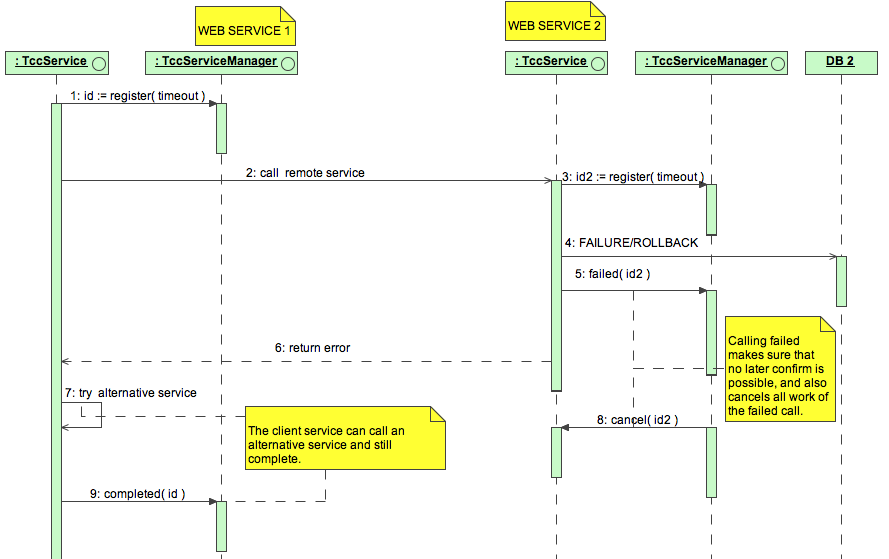 WEB SERVICE 1
WEB SERVICE 2
: TccService
: TccServiceManager
: TccService
: TccServiceManager
DB 2
1: id := register( timeout )
2: call remote service
3: id2 := register( timeout )
4: FAILURE/ROLLBACK
5: failed( id2 )
Calling failed
makes sure that
no later confirm is
possible, and also
cancels all work of
the failed call.
6: return error
7: try alternative service
8: cancel( id2 )
The client service can call an
alternative service and still
complete.
9: completed( id )